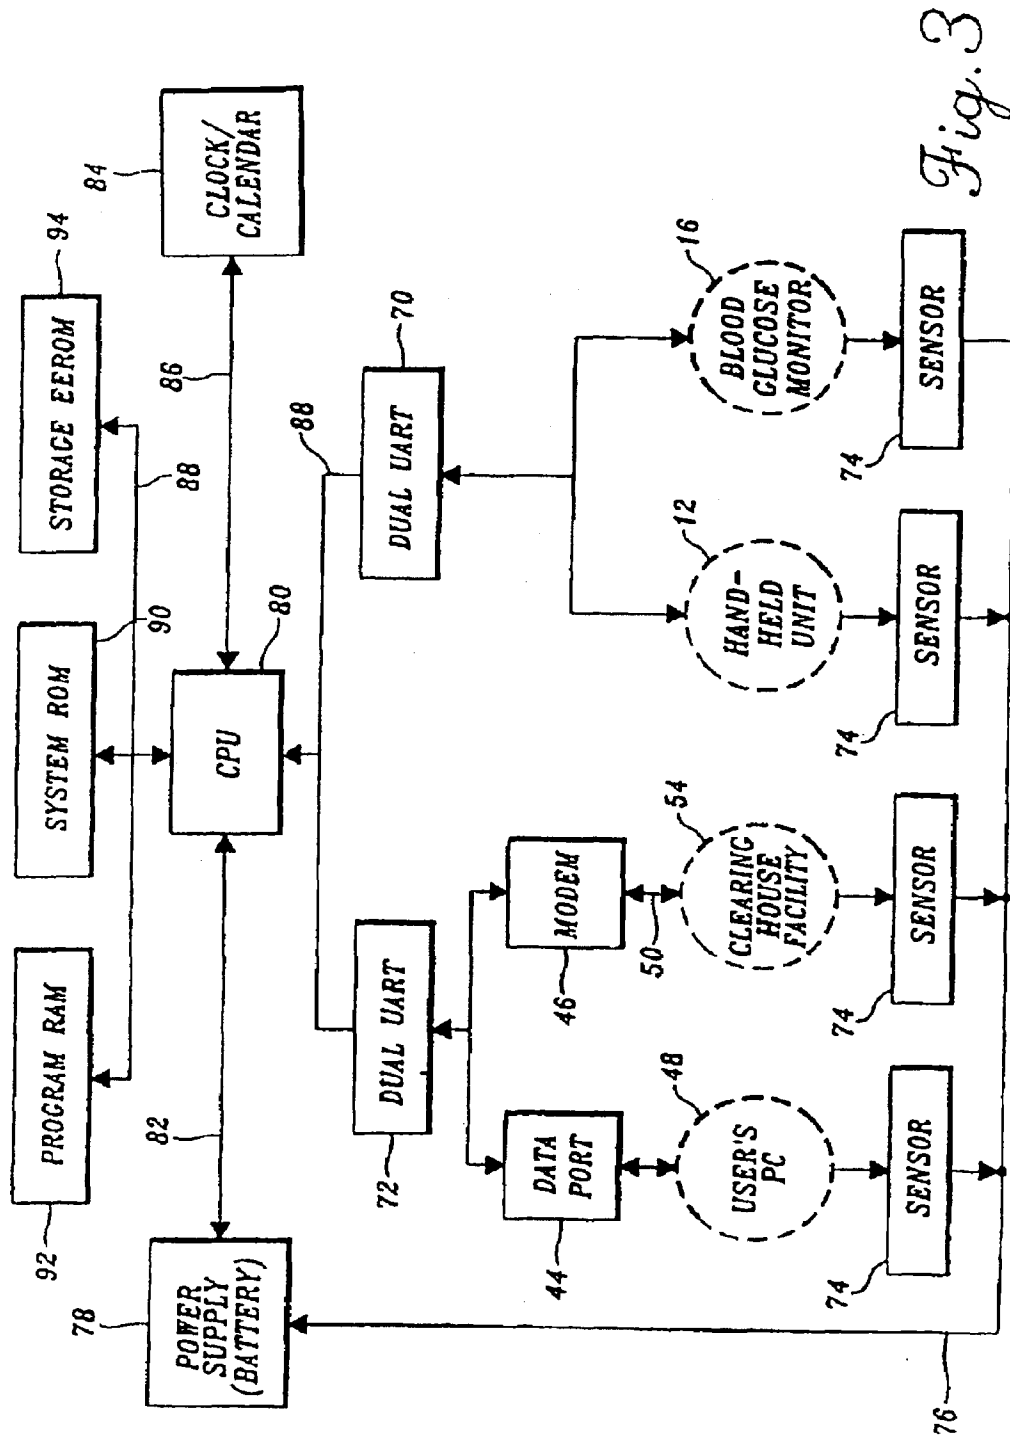 92
PROGRAM RAM
SYSTEM ROM
90
STORACE EEROM
94
88
78
POWER
SUPPLY
(BATTERY)
82
CPU
80
86
CLOCK/
CALENDAR
84
88
72
DUAL UART
DUAL UART
70
44
DATA
PORT
46
MODEM
50
48
USER'S
PC
54
CLEARING
HOUSE
FACILITY
12
HAND-
HELD
UNIT
16
BLOOD
GLUCOSE
MONITOR
74
SENSOR
74
SENSOR
74
SENSOR
74
SENSOR
76
Fig. 3